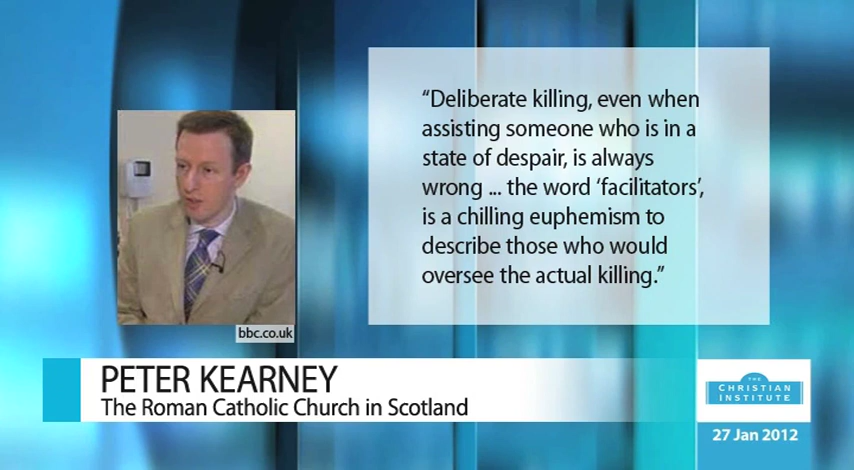 “Deliberate killing, even when
assisting someone who is in a
state of despair, is always
wrong ... the word ‘facilitators’,
is a chilling euphemism to
describe those who would
oversee the actual killing.”
bbc.co.uk
PETER KEARNEY
The Roman Catholic Church in Scotland
THE
CHRISTIAN
INSTITUTE
27 Jan 2012